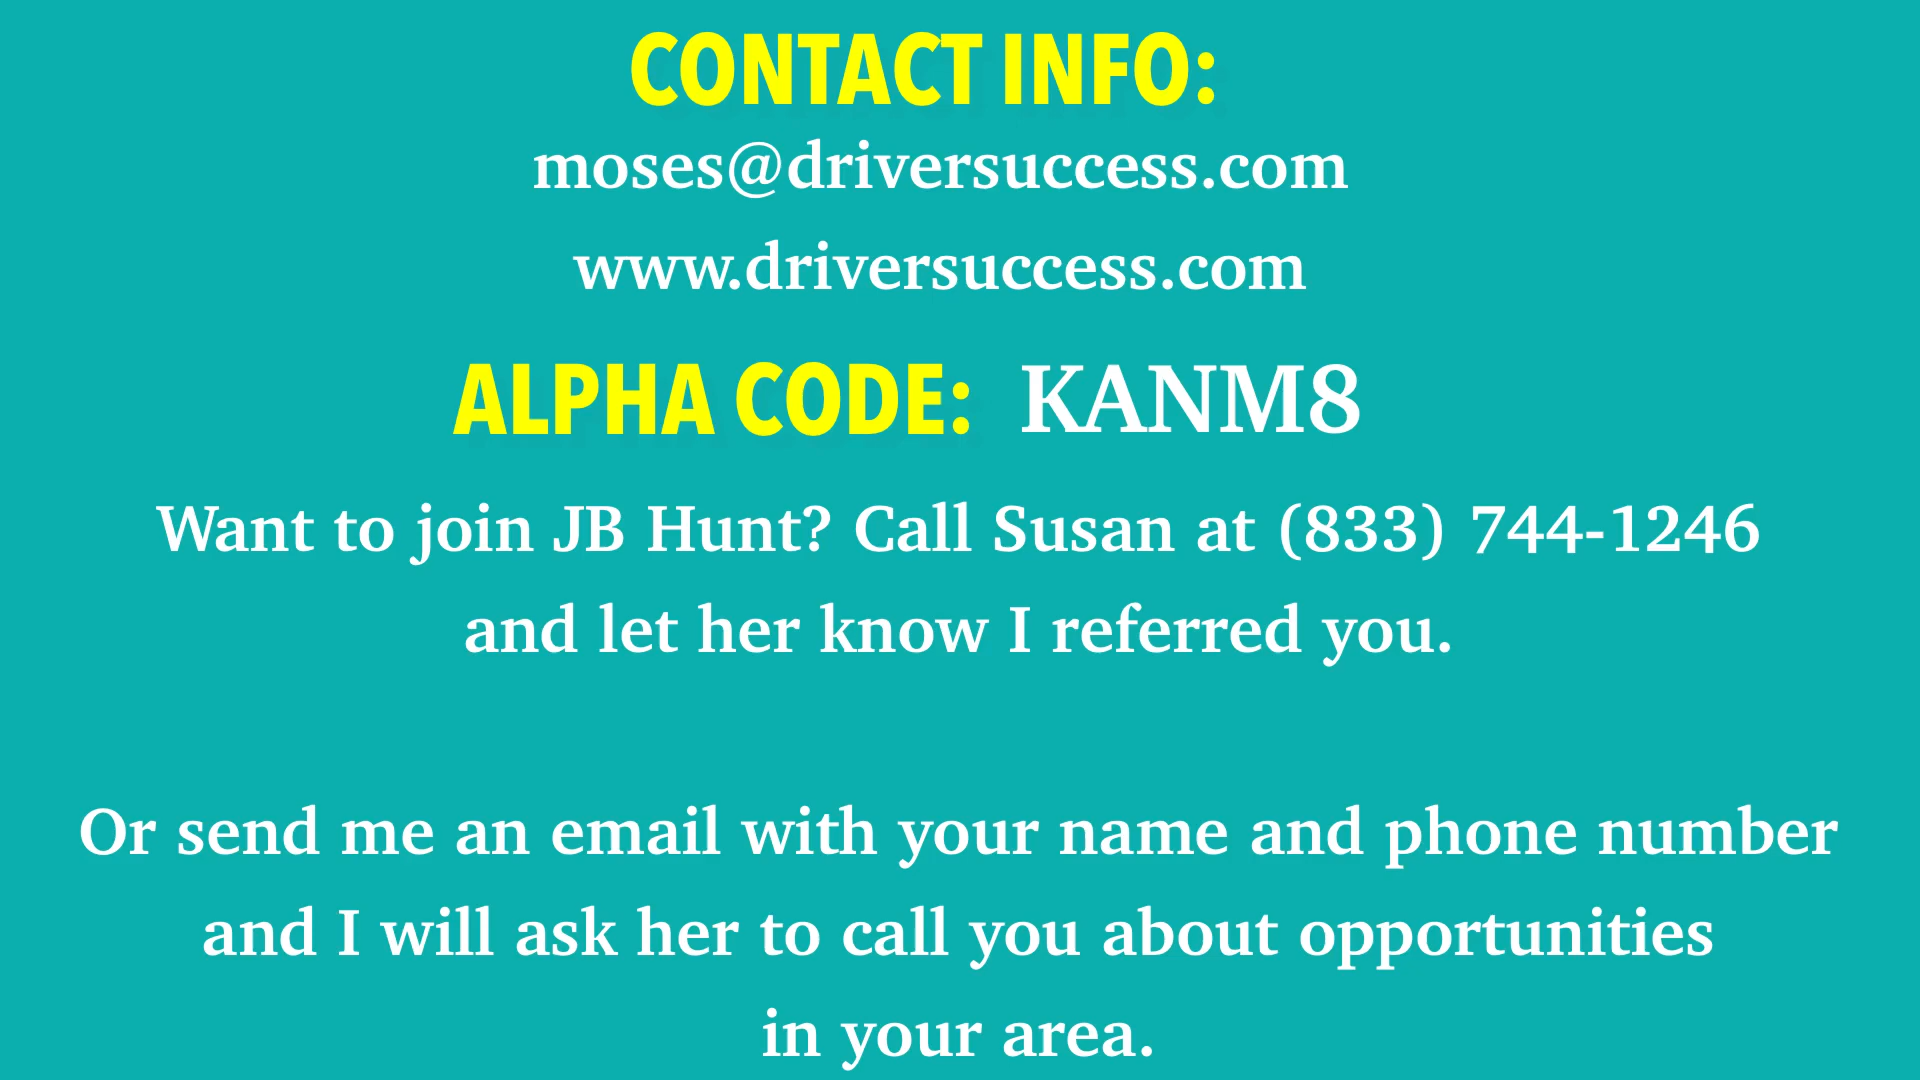 CONTACT INFO:
moses@driversuccess.com
www.driversuccess.com
ALPHA CODE: KANM8
Want to join JB Hunt? Call Susan at (833) 744-1246
and let her know I referred you.
Or send me an email with your name and phone number
and I will ask her to call you about opportunities
in your area.